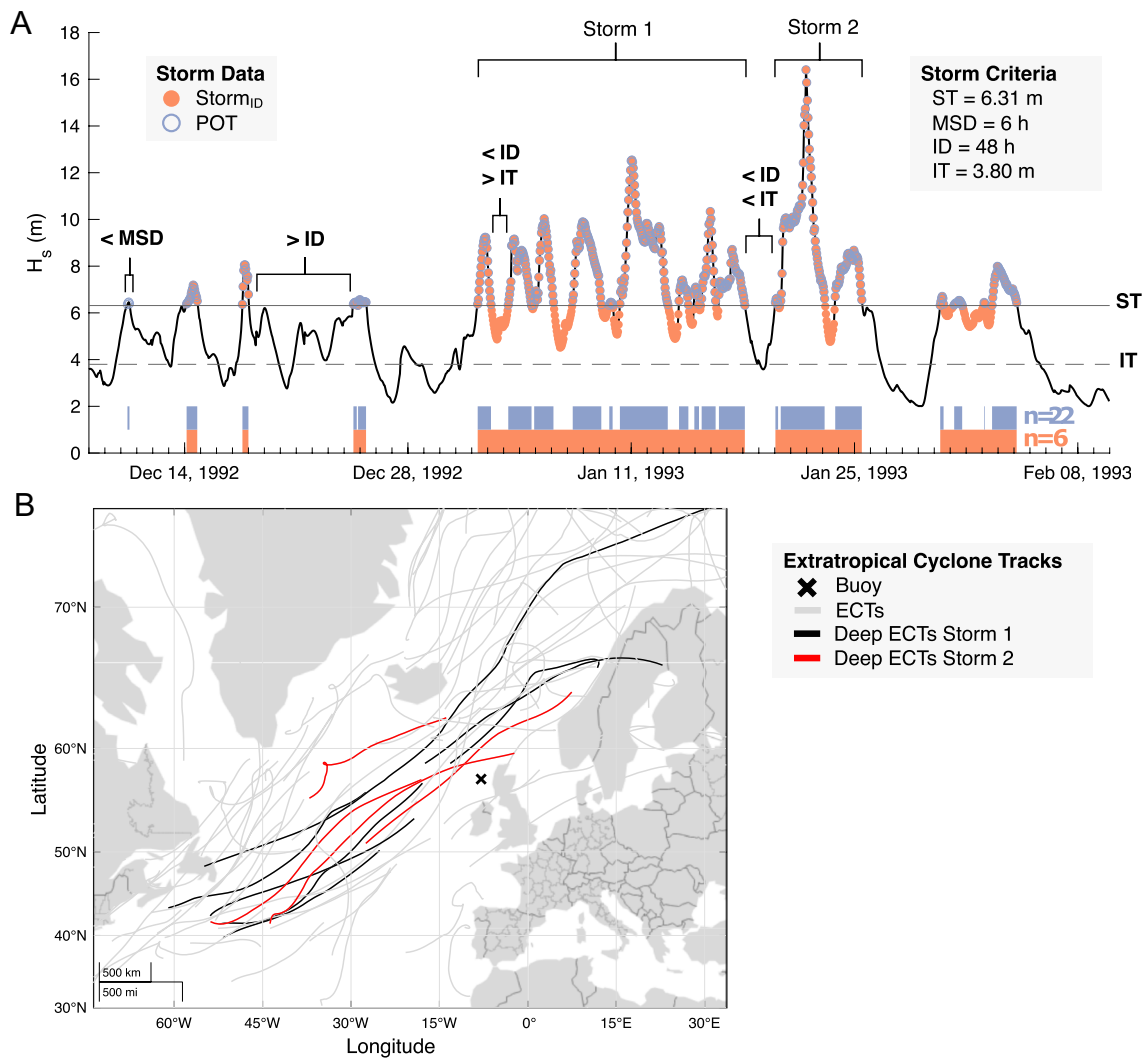 A
Storm 1
Storm 2
18
16
14
12
10
8
6
4
2
0
Hs (m)
Storm Data
StormID
POT
Storm Criteria
ST = 6.31 m
MSD = 6 h
ID = 48 h
IT = 3.80 m
< MSD
> ID
< ID
> IT
< ID
< IT
ST
IT
n=22
n=6
Dec 14, 1992
Dec 28, 1992
Jan 11, 1993
Jan 25, 1993
Feb 08, 1993
B
70°N
60°N
50°N
40°N
30°N
Latitude
500 km
500 mi
60°W
45°W
30°W
15°W
0°
15°E
30°E
Longitude
Extratropical Cyclone Tracks
Buoy
ECTs
Deep ECTs Storm 1
Deep ECTs Storm 2